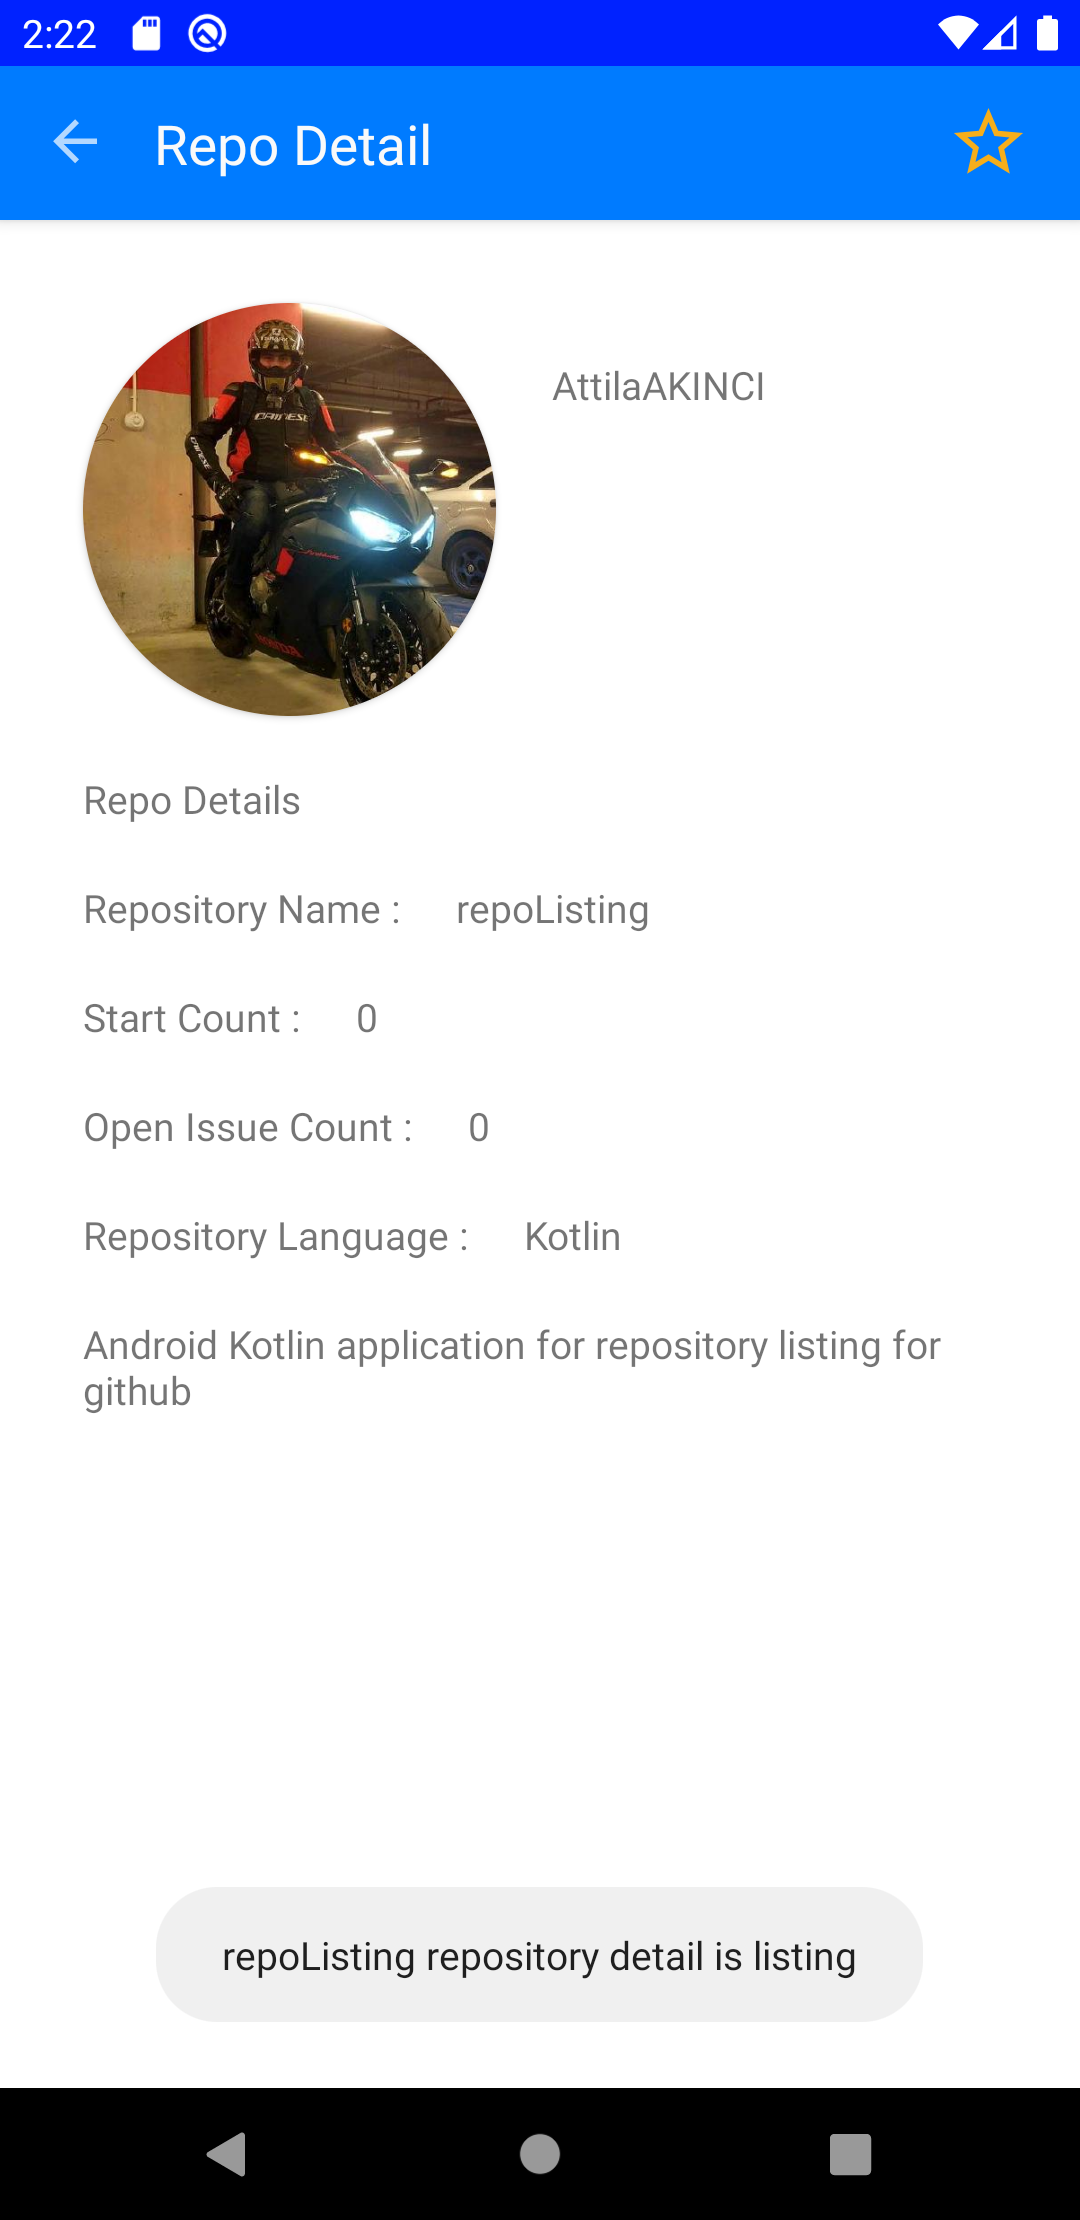 2:22
Repo Detail
AttilaAKINCI
DAINESE
Repo Details
Repository Name : repoListing
Start Count : 0
Open Issue Count : 0
Repository Language : Kotlin
Android Kotlin application for repository listing for
github
repoListing repository detail is listing